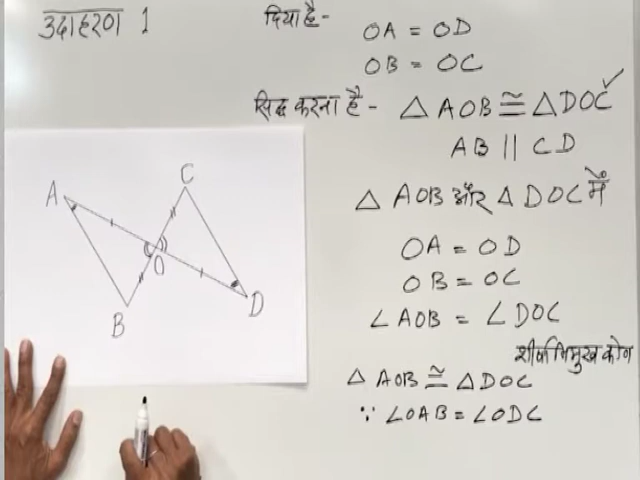 उदाहरण 1
दिया है -
OA = OD
OB = OC
सिद्ध करना है - △ AOB ≅ △ DOC ✓
AB || CD
△ AOB और △ DOC में
OA = OD
OB = OC
∠AOB = ∠DOC
शीर्षाभिमुख कोण
△ AOB ≅ △DOC
∵ ∠OAB = ∠ODC
A
C
O
B
D